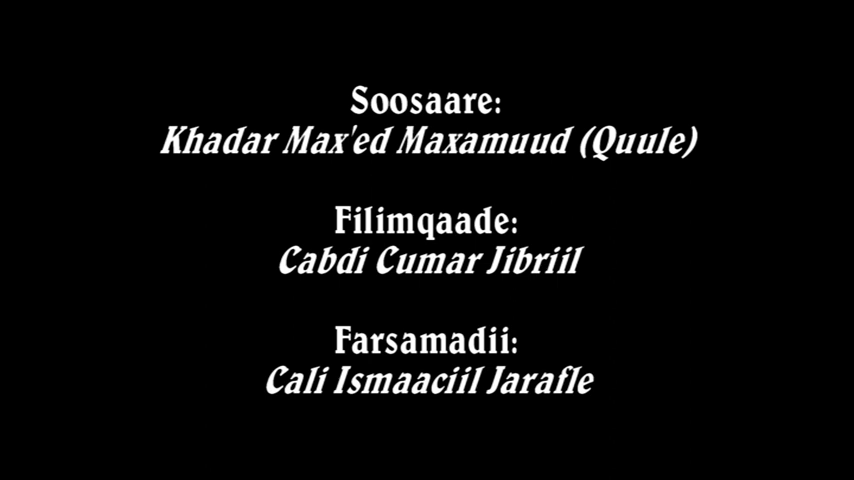 Soosaare:
Khadar Max'ed Maxamuud (Quule)
Filimqaade:
Cabdi Cumar Jibriil
Farsamadii:
Cali Ismaaciil Jarafle